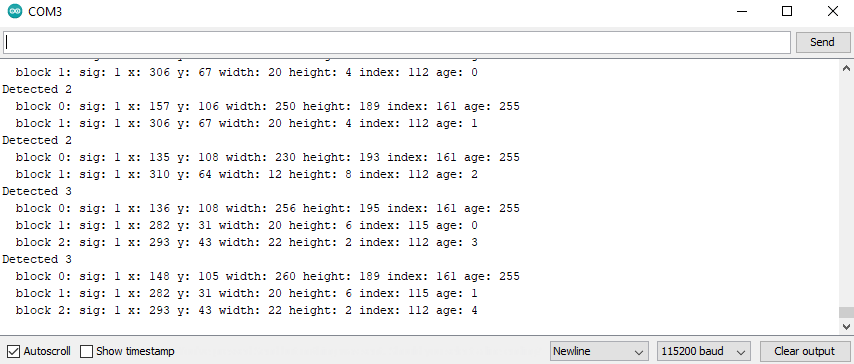 COM3
Send
block 1: sig: 1 x: 306 y: 67 width: 20 height: 4 index: 112 age: 0
Detected 2
block 0: sig: 1 x: 157 y: 106 width: 250 height: 189 index: 161 age: 255
block 1: sig: 1 x: 306 y: 67 width: 20 height: 4 index: 112 age: 1
Detected 2
block 0: sig: 1 x: 135 y: 108 width: 230 height: 193 index: 161 age: 255
block 1: sig: 1 x: 310 y: 64 width: 12 height: 8 index: 112 age: 2
Detected 3
block 0: sig: 1 x: 136 y: 108 width: 256 height: 195 index: 161 age: 255
block 1: sig: 1 x: 282 y: 31 width: 20 height: 6 index: 115 age: 0
block 2: sig: 1 x: 293 y: 43 width: 22 height: 2 index: 112 age: 3
Detected 3
block 0: sig: 1 x: 148 y: 105 width: 260 height: 189 index: 161 age: 255
block 1: sig: 1 x: 282 y: 31 width: 20 height: 6 index: 115 age: 1
block 2: sig: 1 x: 293 y: 43 width: 22 height: 2 index: 112 age: 4
Autoscroll Show timestamp Newline 115200 baud Clear output